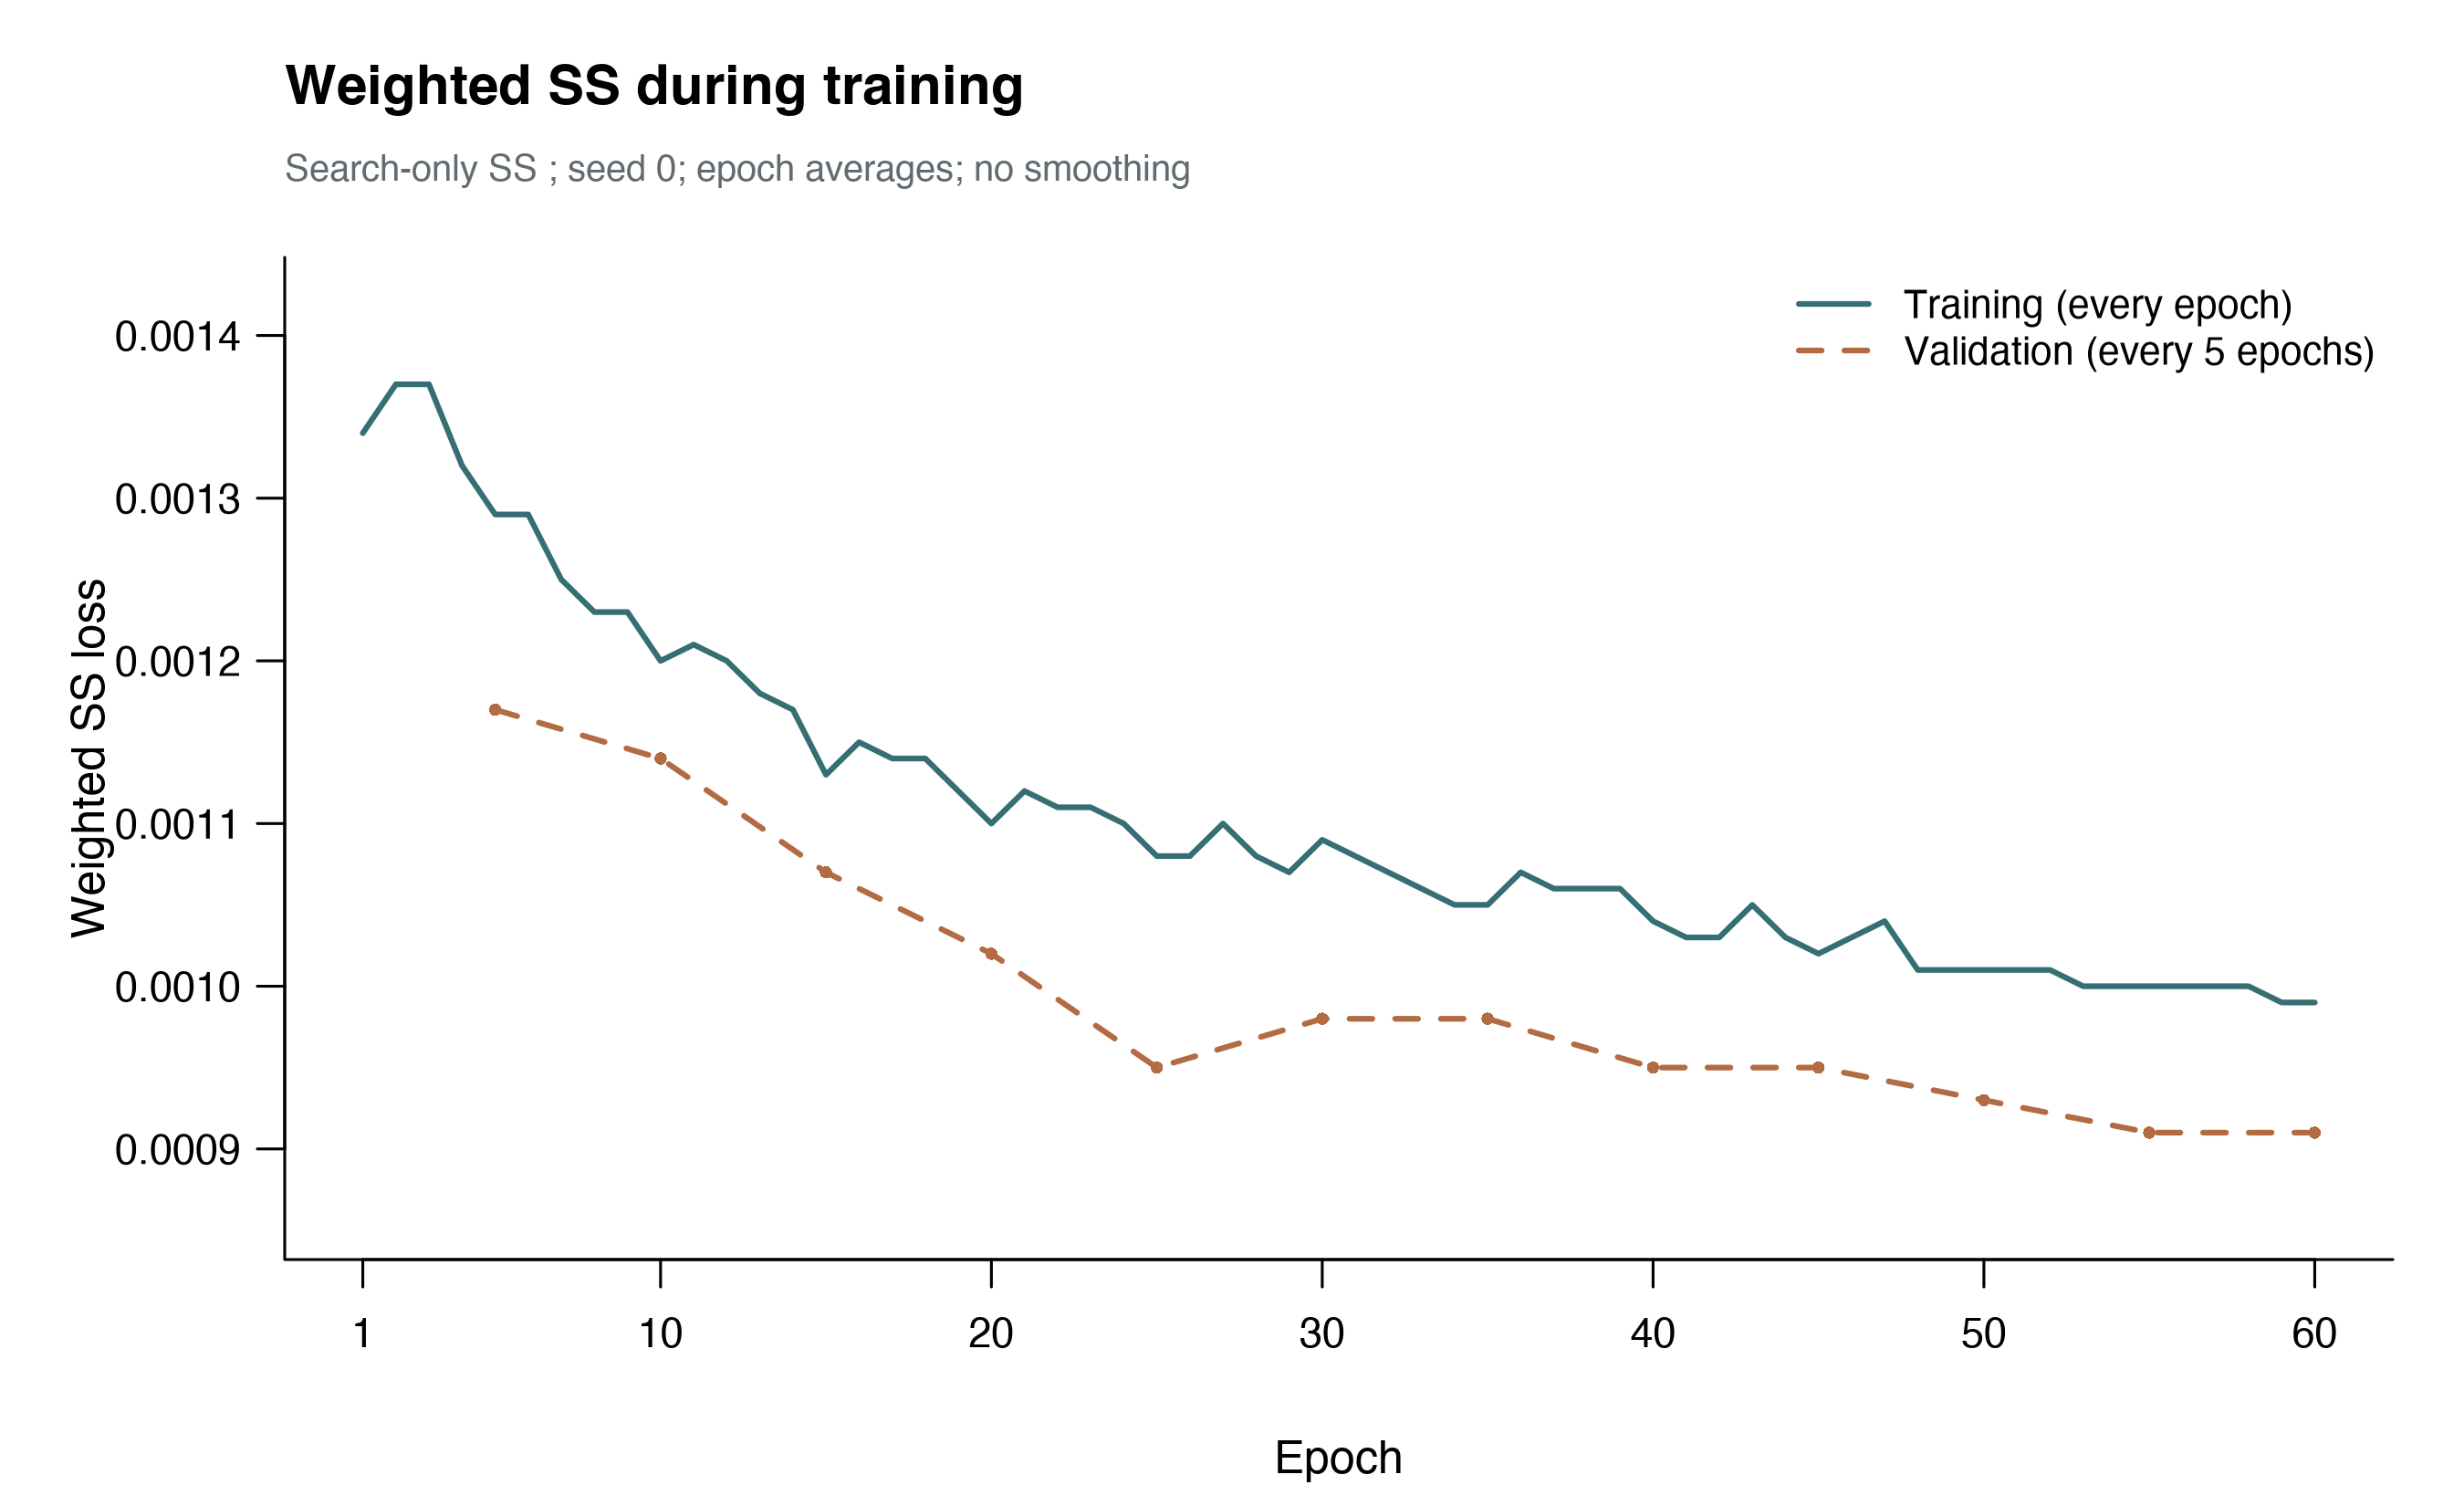 Weighted SS during training
Search-only SS ; seed 0; epoch averages; no smoothing
Training (every epoch)
Validation (every 5 epochs)
Weighted SS loss
0.0014
0.0013
0.0012
0.0011
0.0010
0.0009
1 10 20 30 40 50 60
Epoch